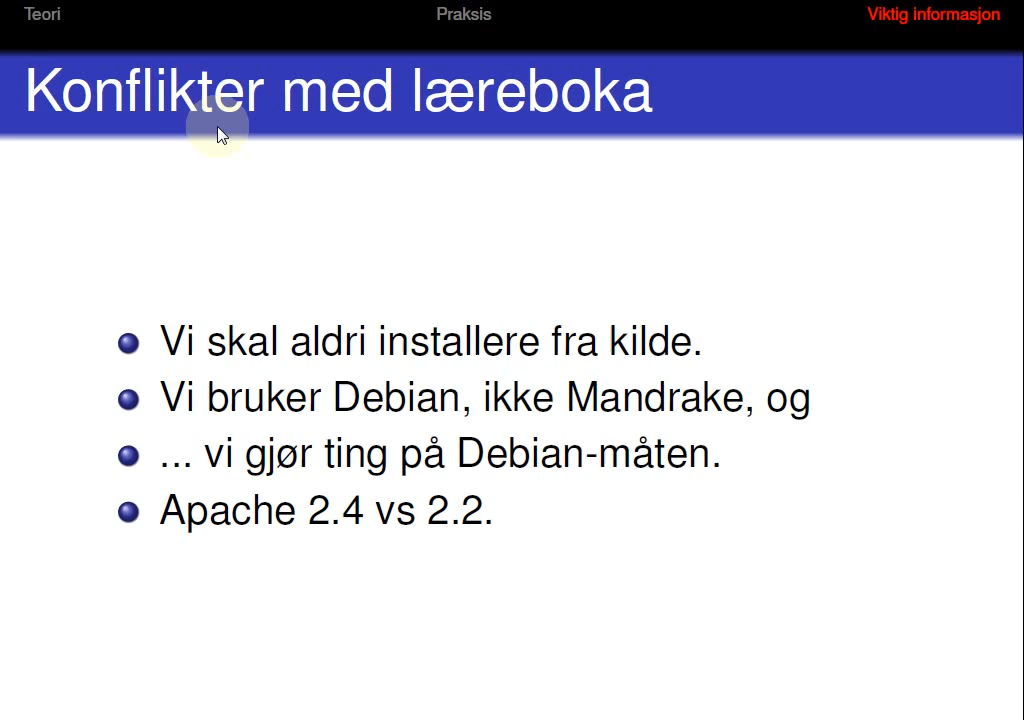 Teori Praksis Viktig informasjon
Konflikter med læreboka
Vi skal aldri installere fra kilde.
Vi bruker Debian, ikke Mandrake, og
... vi gjør ting på Debian-måten.
Apache 2.4 vs 2.2.